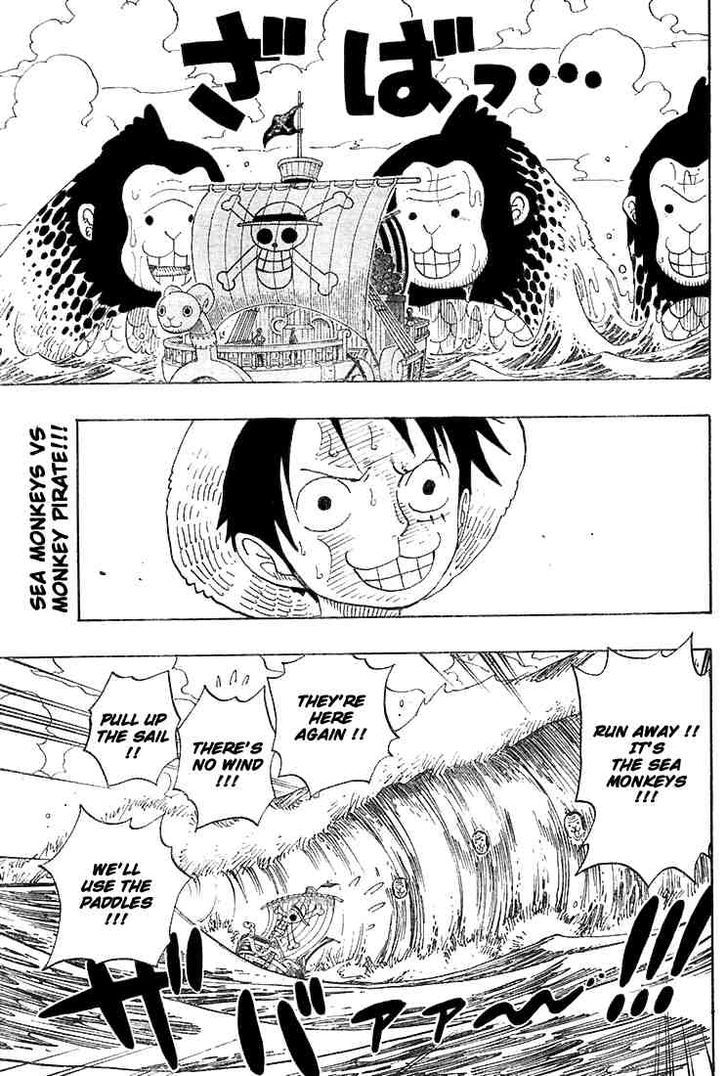 ざばっ…
SEA MONKEYS VS
MONKEY PIRATE!!!
RUN AWAY !!
IT'S
THE SEA
MONKEYS
!!!
THEY'RE
HERE
AGAIN !!
THERE'S
NO WIND
!!!
PULL UP
THE SAIL
!!
WE'LL
USE THE
PADDLES
!!!
ザバァア〜…!!!